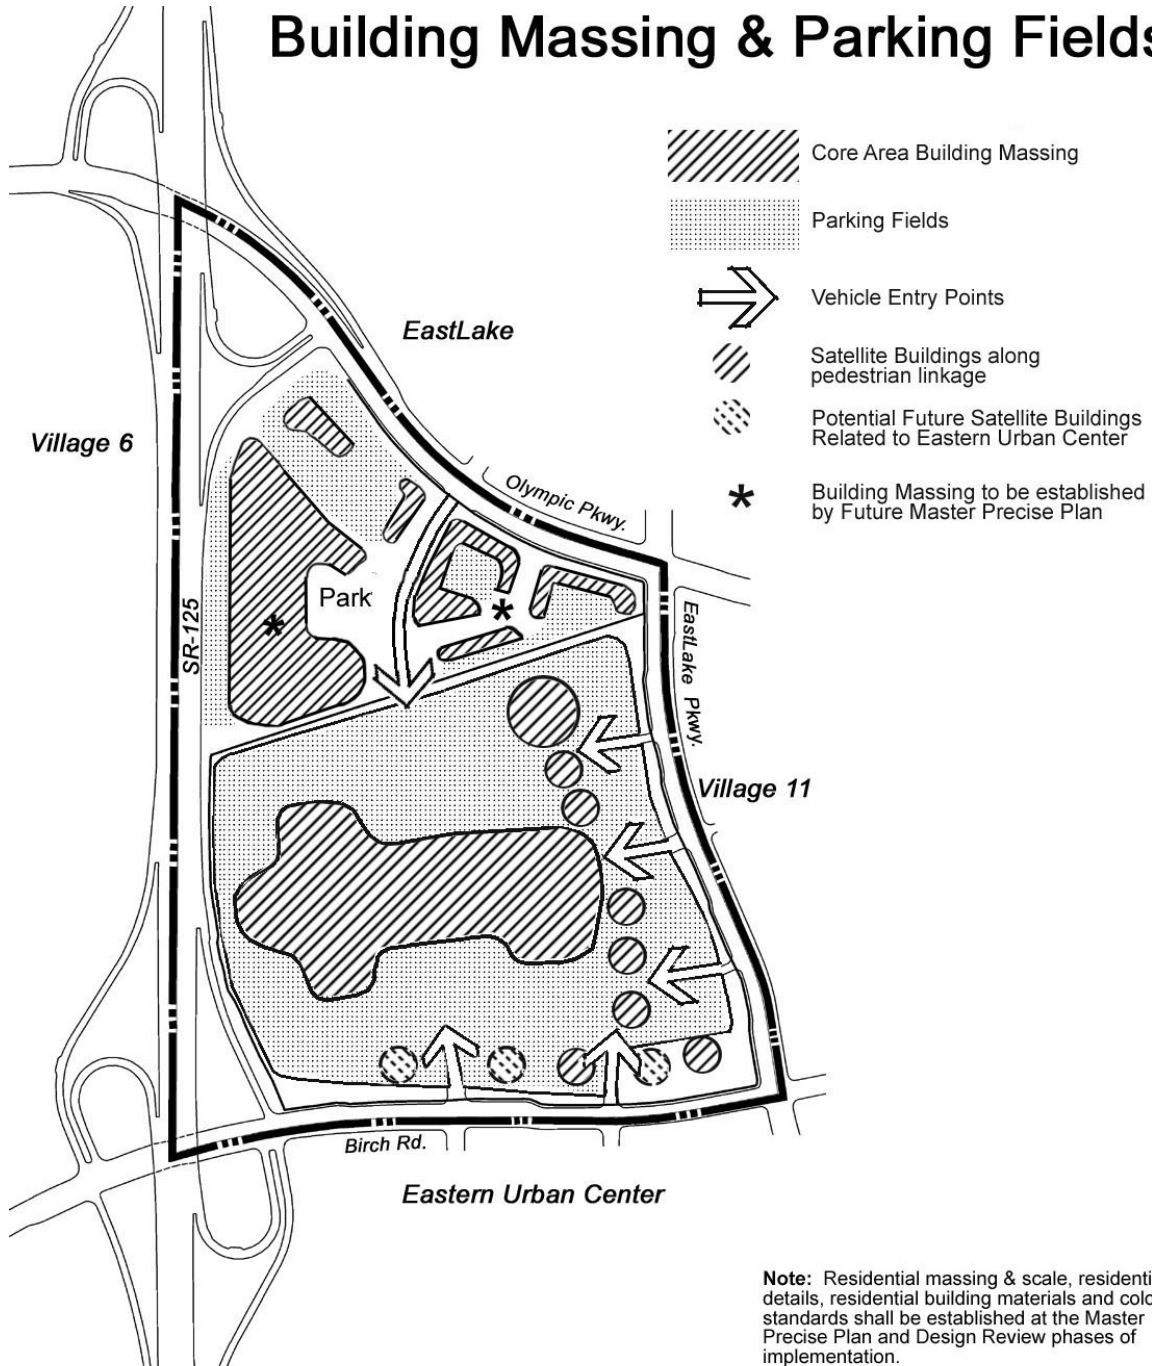 Building Massing & Parking Fields
Core Area Building Massing
Parking Fields
Vehicle Entry Points
Satellite Buildings along
pedestrian linkage
Potential Future Satellite Buildings
Related to Eastern Urban Center
* Building Massing to be established
by Future Master Precise Plan
EastLake
Village 6
Olympic Pkwy.
Park
*
*
SR-125
EastLake Pkwy.
Village 11
Birch Rd.
Eastern Urban Center
Note: Residential massing & scale, residenti
details, residential building materials and colo
standards shall be established at the Master
Precise Plan and Design Review phases of
implementation.